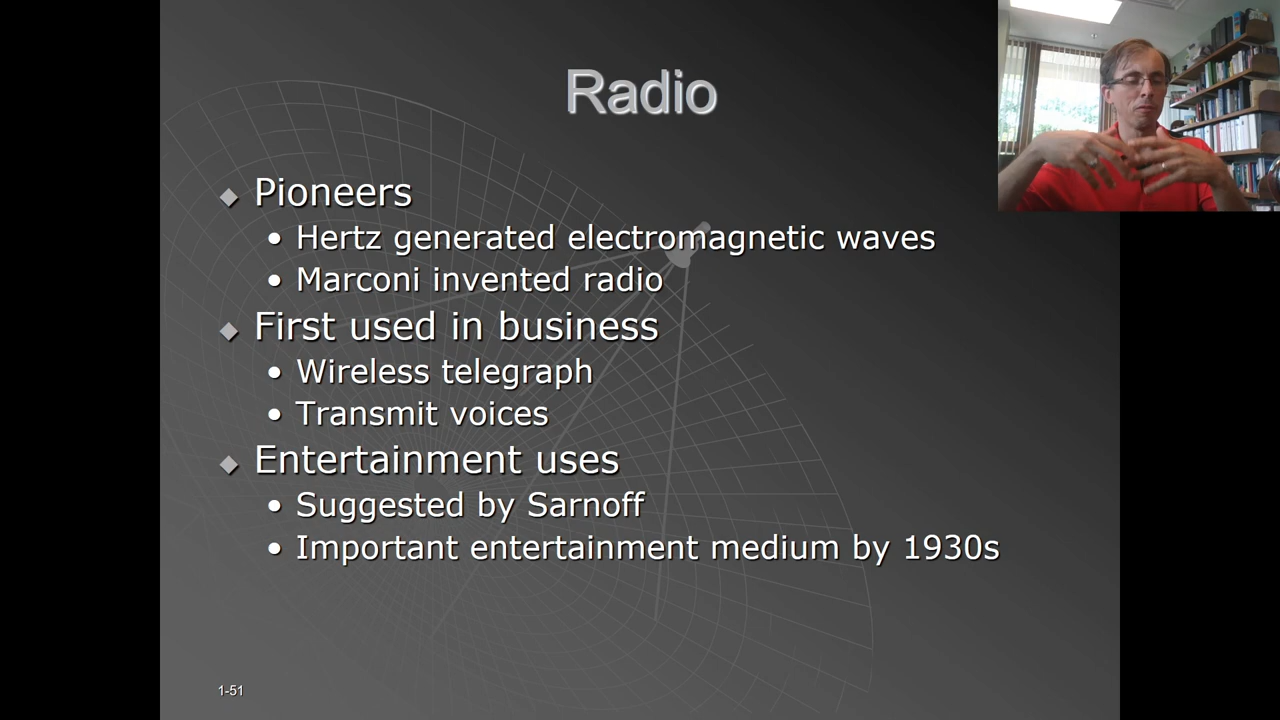 Radio
Pioneers
Hertz generated electromagnetic waves
Marconi invented radio
First used in business
Wireless telegraph
Transmit voices
Entertainment uses
Suggested by Sarnoff
Important entertainment medium by 1930s
1-51